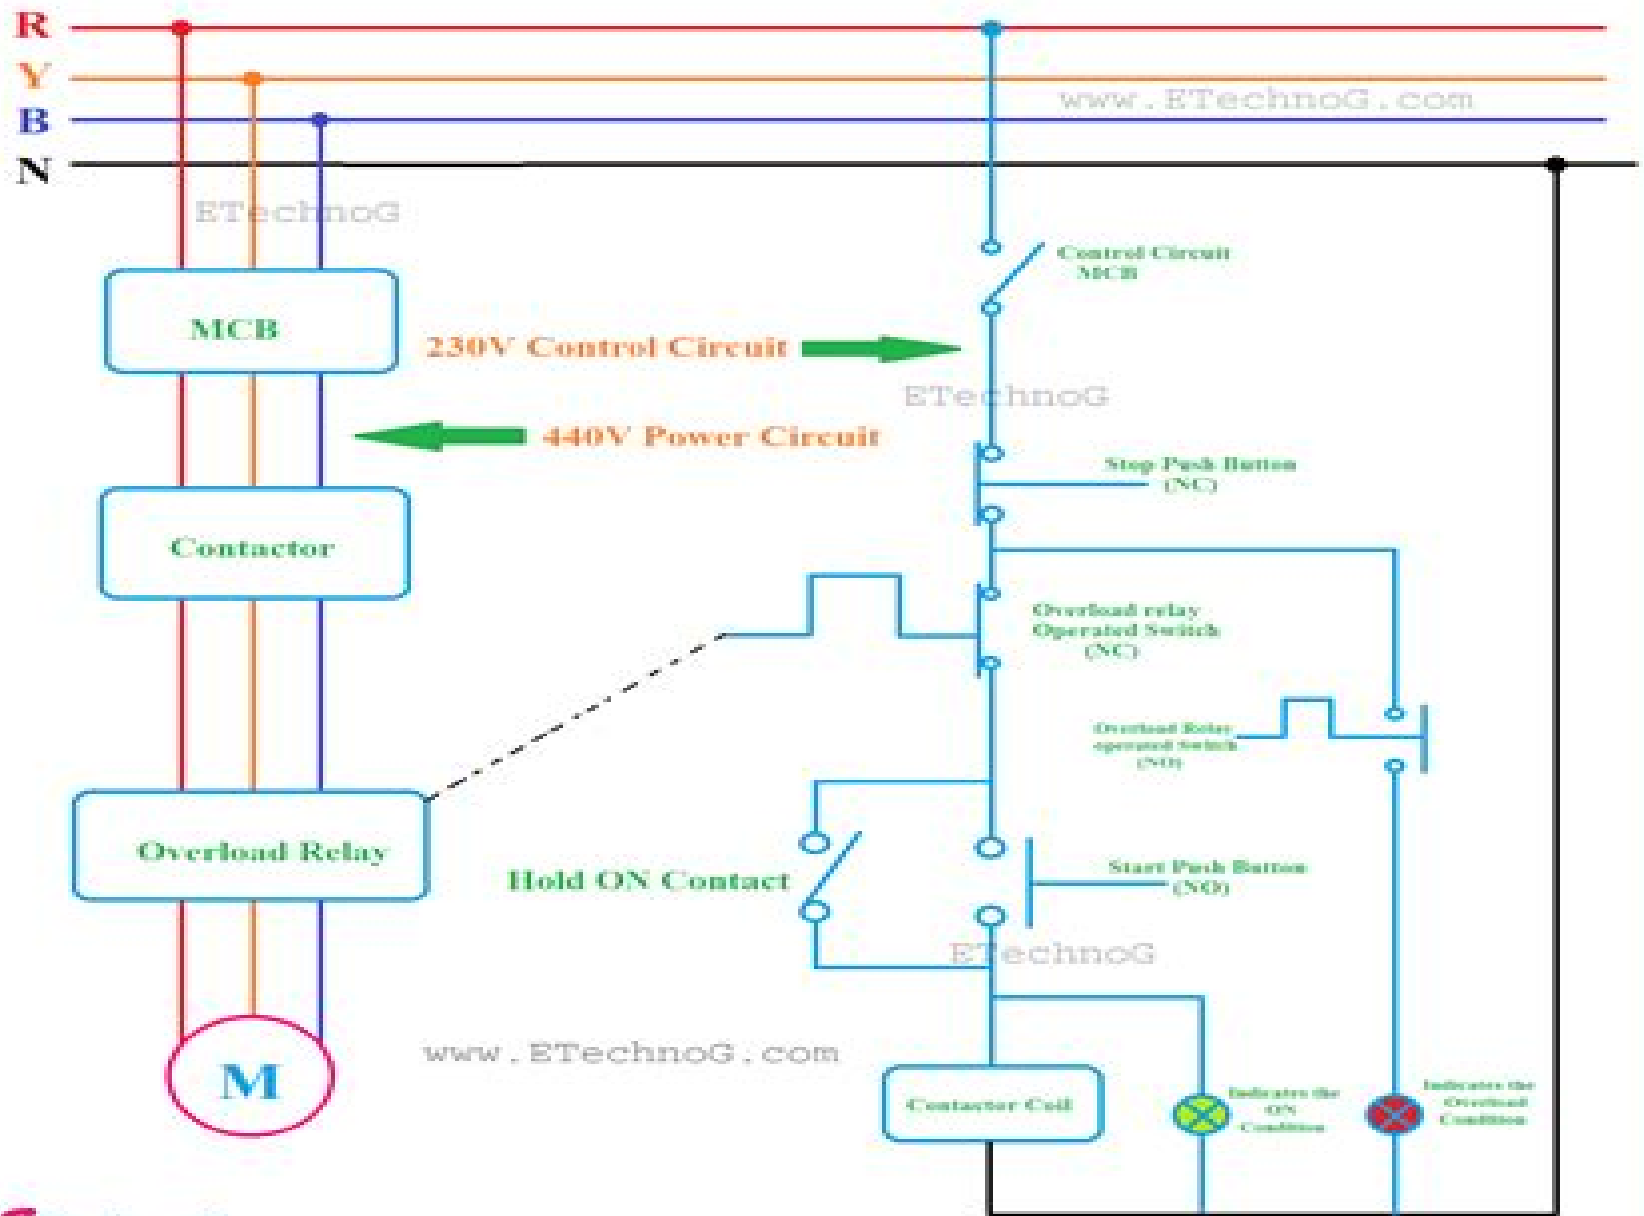 R
Y
B
N
www.ETechnoG.com
ETechnoG
Control Circuit
MCB
MCB
230V Control Circuit
ETechnoG
440V Power Circuit
Stop Push Button
(NC)
Contactor
Overload relay
Operated Switch
(NC)
Overload Relay
operated Switch
(NO)
Overload Relay
Hold ON Contact
Start Push Button
(NO)
ETechnoG
www.ETechnoG.com
M
Contactor Coil
Indicates the
ON
Condition
Indicates the
Overload
Condition